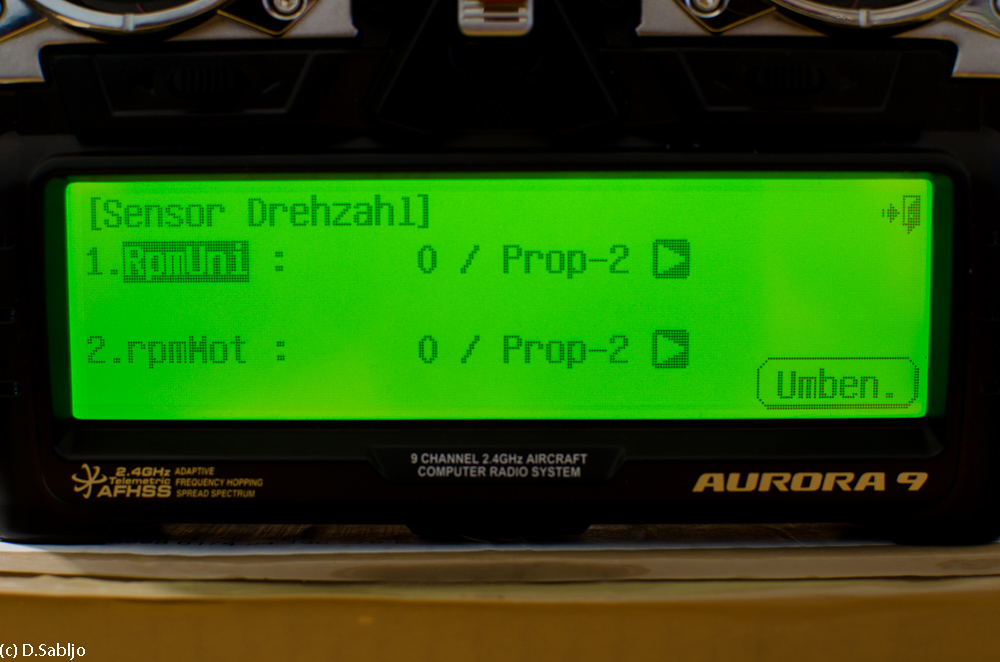 [Sensor Drehzahl]
1.RpmUni : 0 / Prop-2
2.rpmHot : 0 / Prop-2
Umben.
2.4GHz
Telemetric
AFHSS
ADAPTIVE
FREQUENCY HOPPING
SPREAD SPECTRUM
9 CHANNEL 2.4GHz AIRCRAFT
COMPUTER RADIO SYSTEM
AURORA 9
(c) D.Sabljo